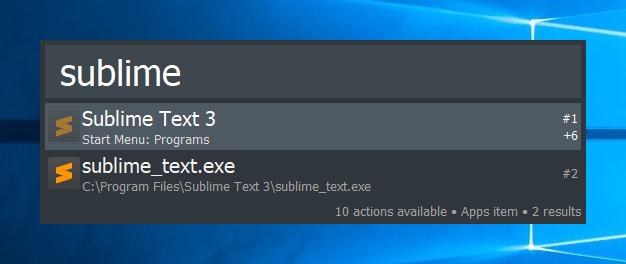 sublime
Sublime Text 3
#1
Start Menu: Programs
+6
sublime_text.exe
#2
C:\Program Files\Sublime Text 3\sublime_text.exe
10 actions available • Apps item • 2 results